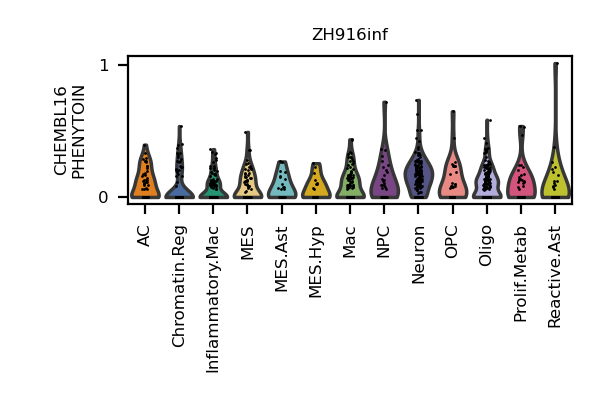 ZH916inf
CHEMBL16
PHENYTOIN
1
0
AC
Chromatin.Reg
Inflammatory.Mac
MES
MES.Ast
MES.Hyp
Mac
NPC
Neuron
OPC
Oligo
Prolif.Metab
Reactive.Ast